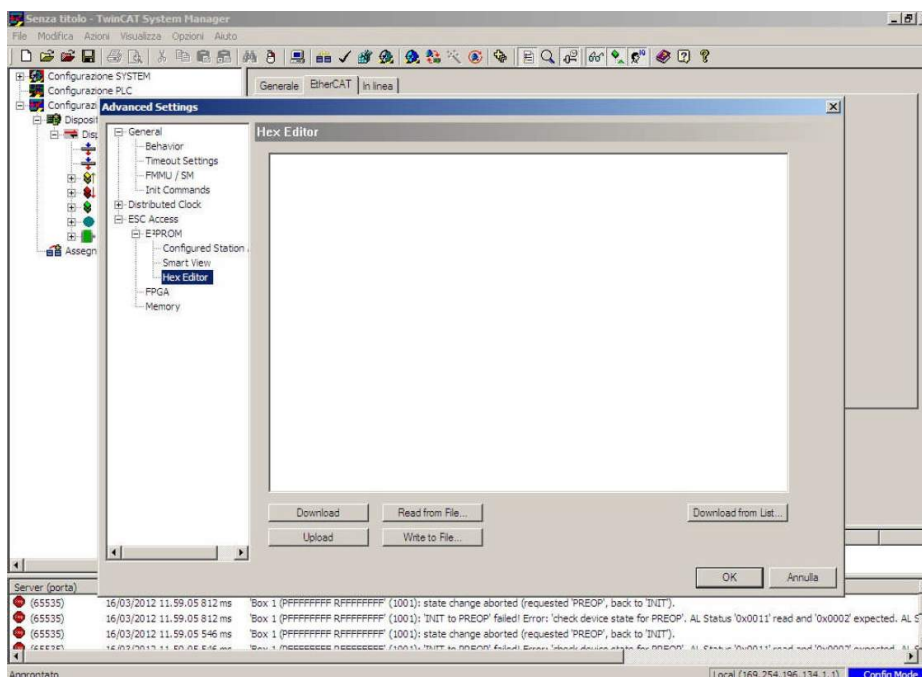 Senza titolo - TwinCAT System Manager
File Modifica Azioni Visualizza Opzioni Aiuto
Configurazione SYSTEM
Configurazione PLC
Configurazi
Disposit
Dis
Assegn
Generale EtherCAT In linea
Advanced Settings
General
Behavior
Timeout Settings
FMMU / SM
Init Commands
Distributed Clock
ESC Access
E²PROM
Configured Station
Smart View
Hex Editor
FPGA
Memory
Hex Editor
Download Read from File... Download from List...
Upload Write to File...
OK Annulla
Server (porta)
(65535) 16/03/2012 11.59.05 812 ms 'Box 1 (PFFFFFFFF RFFFFFFFF' (1001): state change aborted (requested 'PREOP', back to 'INIT').
(65535) 16/03/2012 11.59.05 812 ms 'Box 1 (PFFFFFFFF RFFFFFFFF' (1001): 'INIT to PREOP' failed! Error: 'check device state for PREOP'. AL Status '0x0011' read and '0x0002' expected. AL S
(65535) 16/03/2012 11.59.05 546 ms 'Box 1 (PFFFFFFFF RFFFFFFFF' (1001): state change aborted (requested 'PREOP', back to 'INIT').
Approntato Local (169.254.196.134.1.1) Config Mode